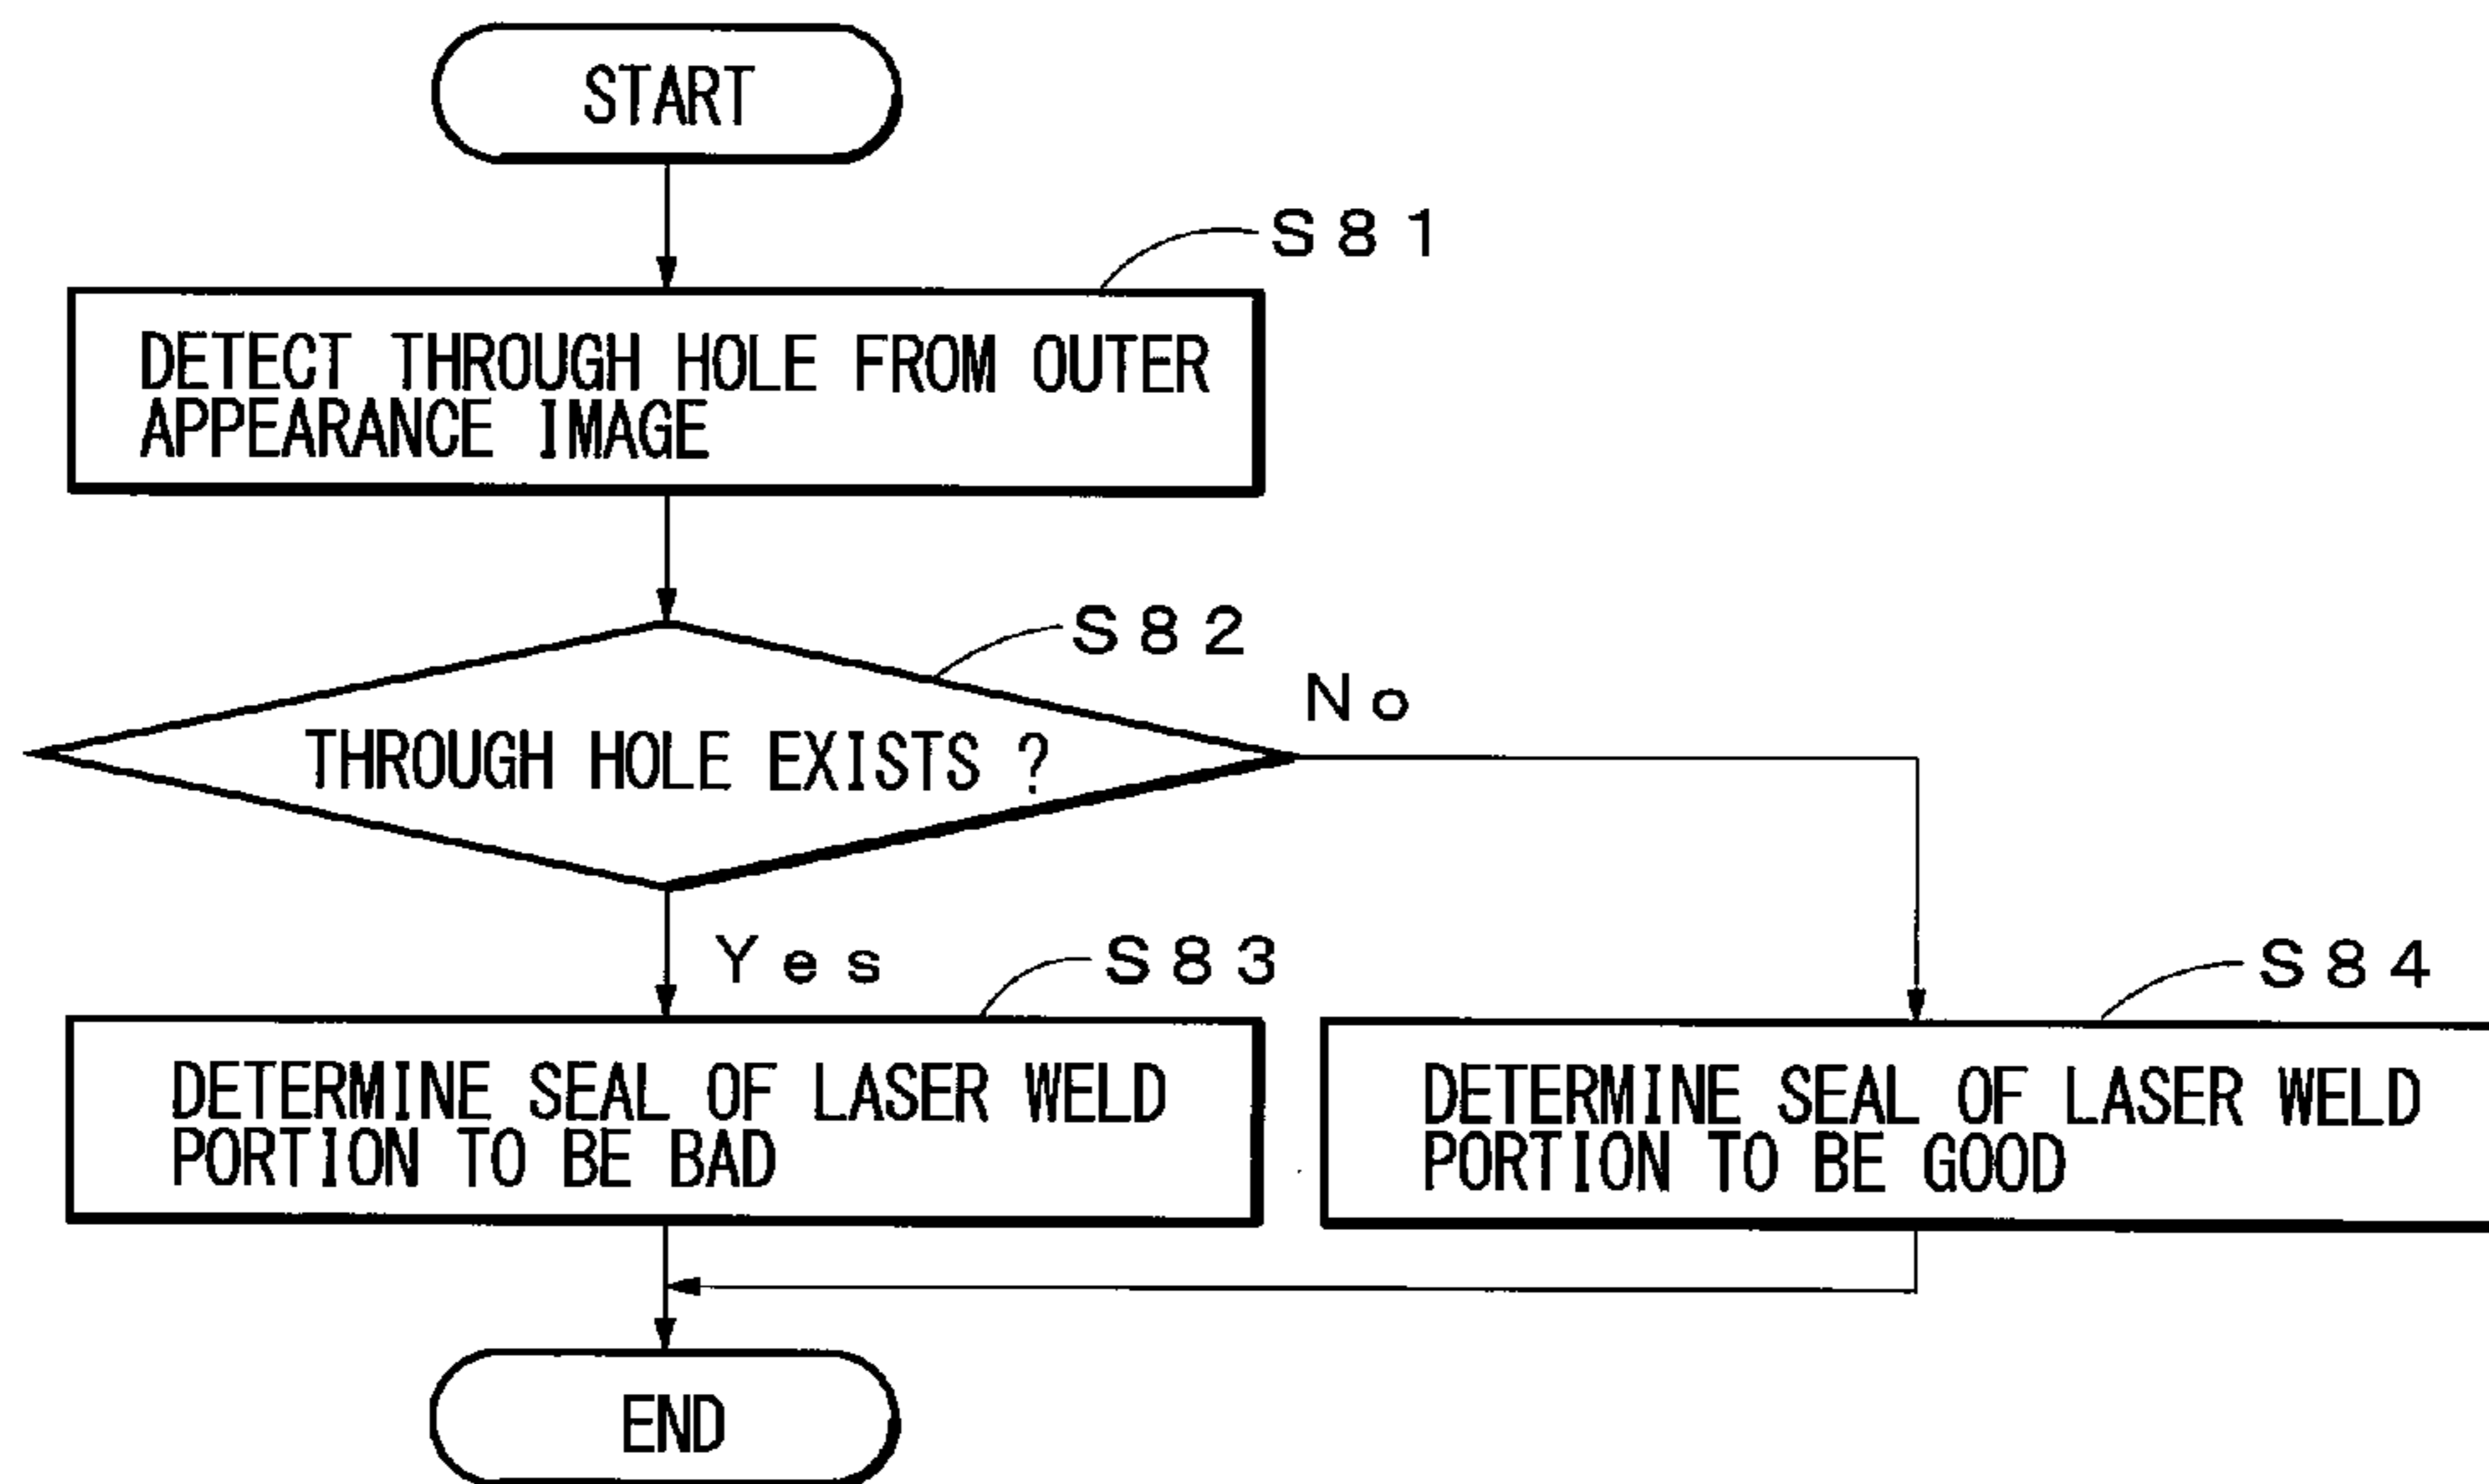 START
S81
DETECT THROUGH HOLE FROM OUTER
APPEARANCE IMAGE
S82
No
THROUGH HOLE EXISTS ?
Yes
S83
DETERMINE SEAL OF LASER WELD
PORTION TO BE BAD
S84
DETERMINE SEAL OF LASER WELD
PORTION TO BE GOOD
END